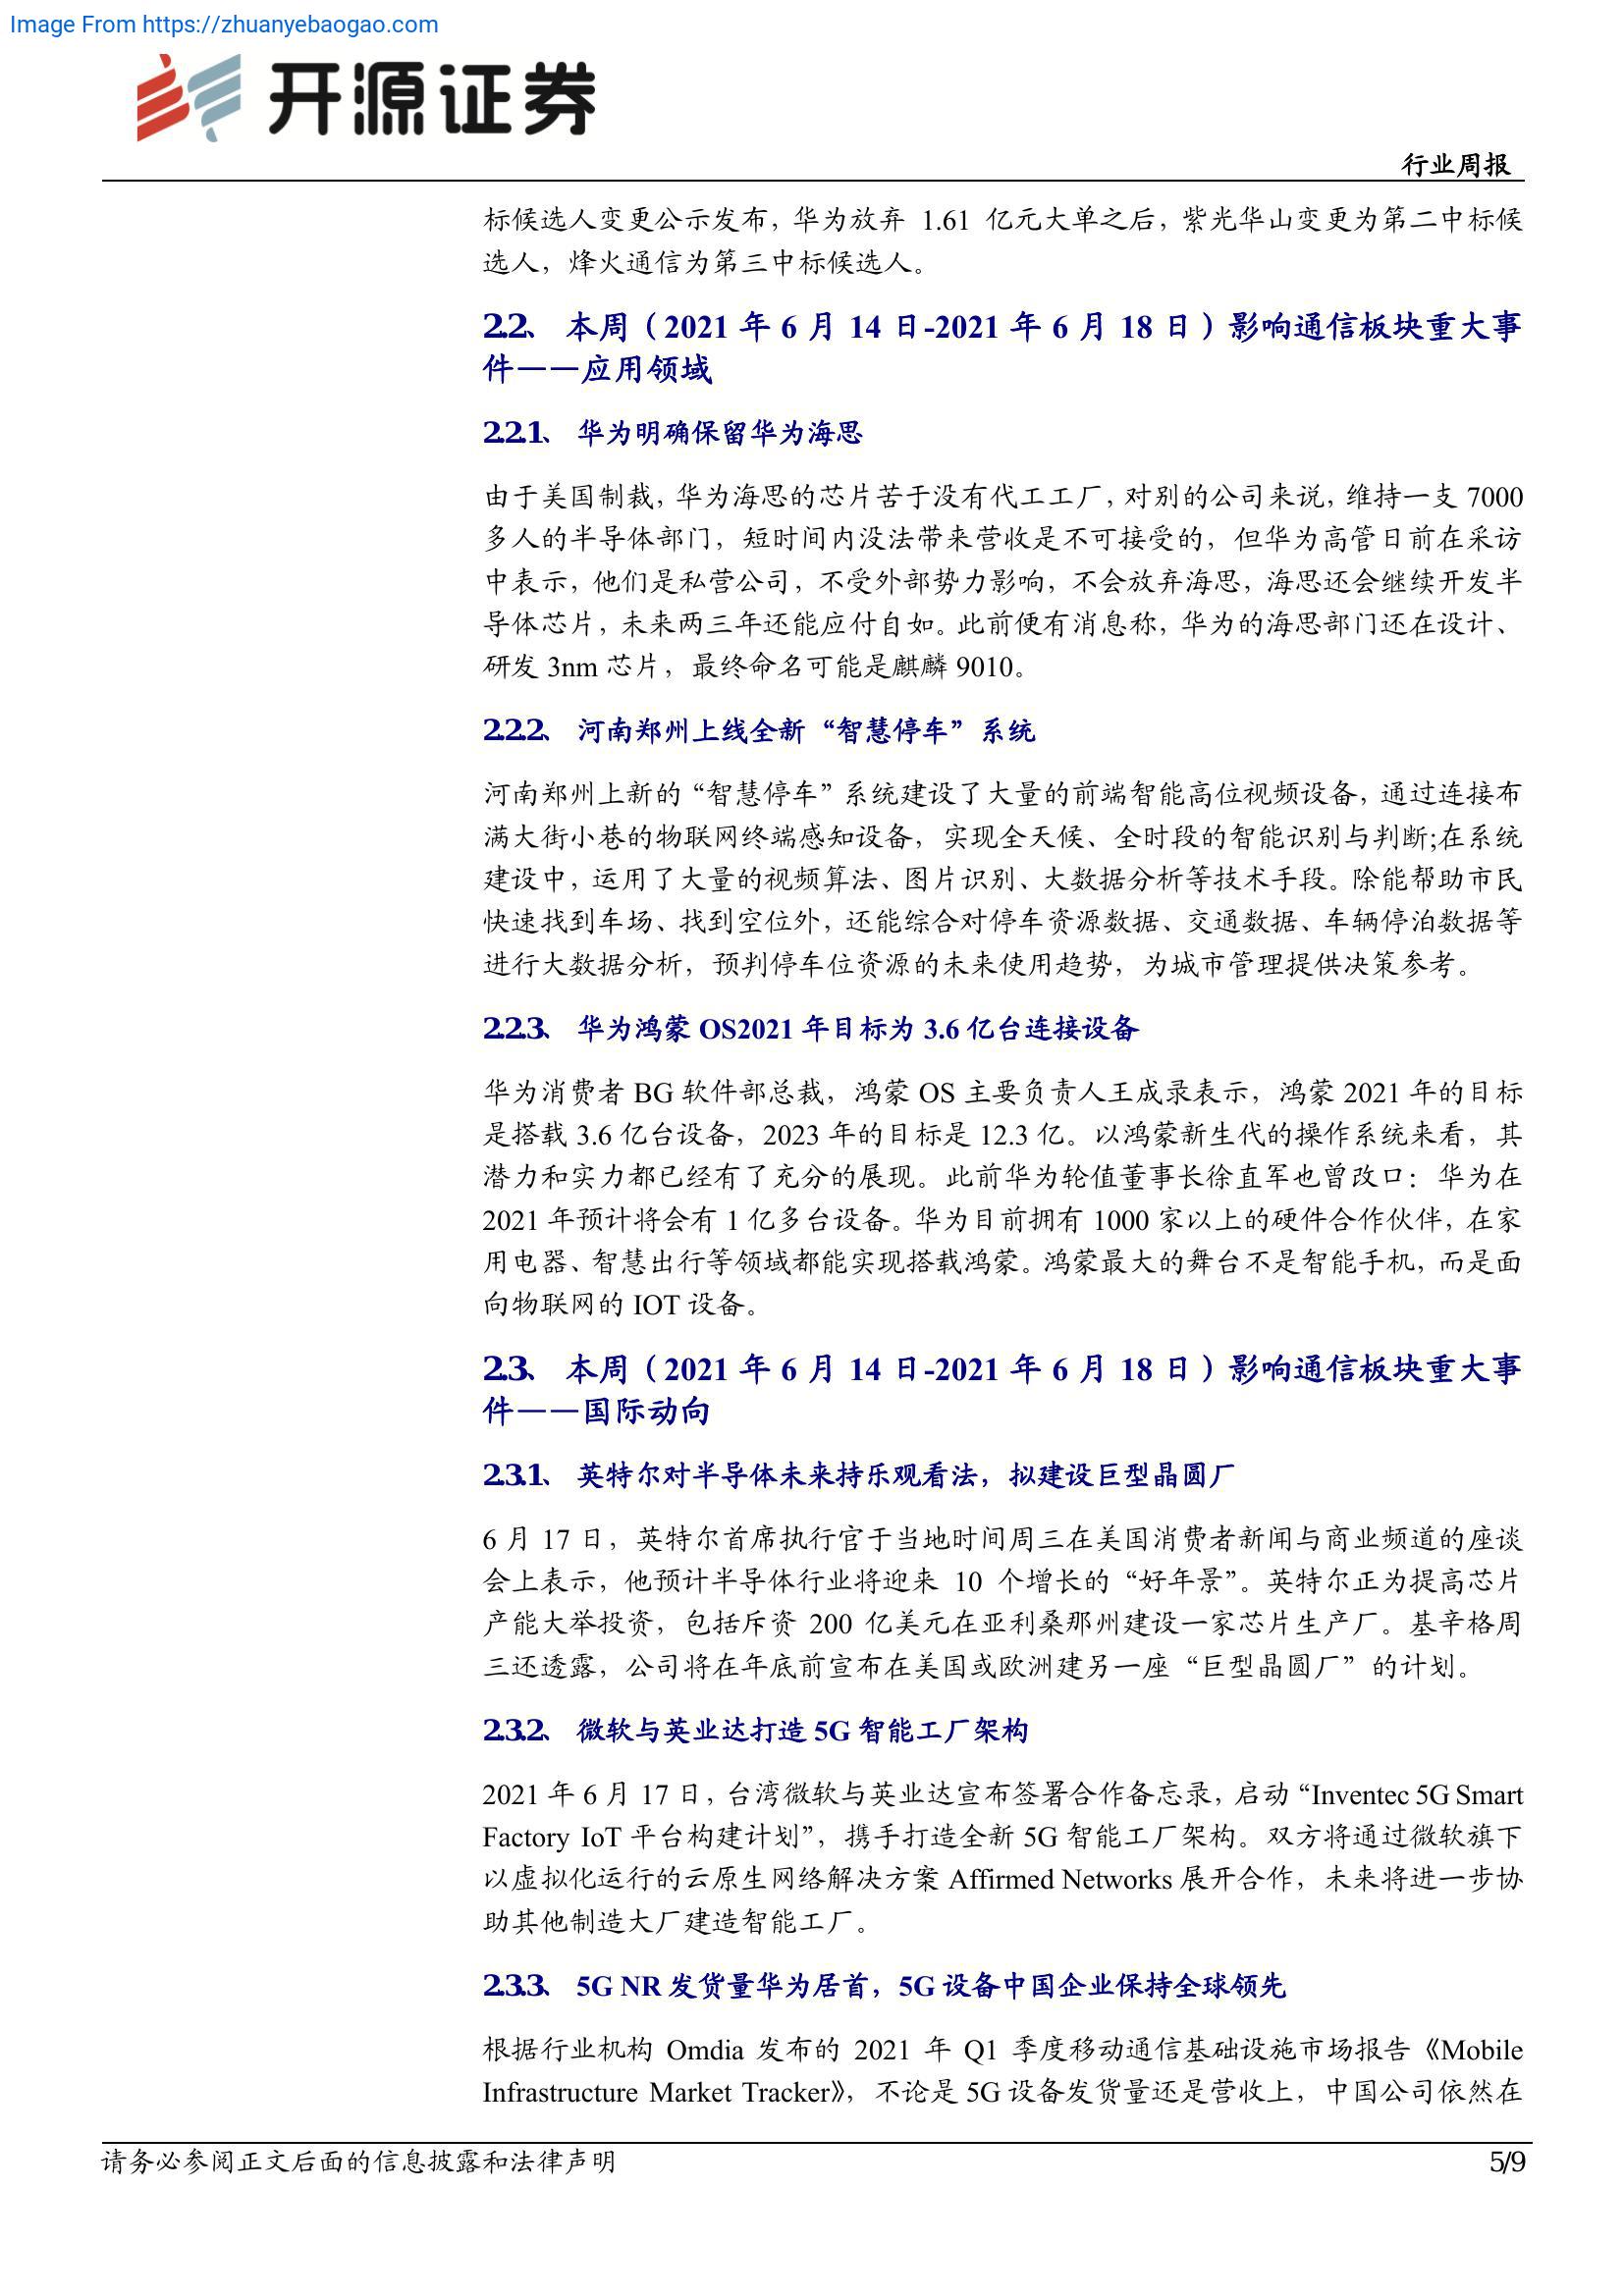 Image From https://zhuanyebaogao.com
开源证券
行业周报
标候选人变更公示发布，华为放弃 1.61 亿元大单之后，紫光华山变更为第二中标候
选人，烽火通信为第三中标候选人。
2.2、 本周（2021 年 6 月 14 日-2021 年 6 月 18 日）影响通信板块重大事
件——应用领域
2.2.1、 华为明确保留华为海思
由于美国制裁，华为海思的芯片苦于没有代工工厂，对别的公司来说，维持一支 7000
多人的半导体部门，短时间内没法带来营收是不可接受的，但华为高管日前在采访
中表示，他们是私营公司，不受外部势力影响，不会放弃海思，海思还会继续开发半
导体芯片，未来两三年还能应付自如。此前便有消息称，华为的海思部门还在设计、
研发 3nm 芯片，最终命名可能是麒麟 9010。
2.2.2、 河南郑州上线全新“智慧停车”系统
河南郑州上新的“智慧停车”系统建设了大量的前端智能高位视频设备，通过连接布
满大街小巷的物联网终端感知设备，实现全天候、全时段的智能识别与判断;在系统
建设中，运用了大量的视频算法、图片识别、大数据分析等技术手段。除能帮助市民
快速找到车场、找到空位外，还能综合对停车资源数据、交通数据、车辆停泊数据等
进行大数据分析，预判停车位资源的未来使用趋势，为城市管理提供决策参考。
2.2.3、 华为鸿蒙 OS2021 年目标为 3.6 亿台连接设备
华为消费者 BG 软件部总裁，鸿蒙 OS 主要负责人王成录表示，鸿蒙 2021 年的目标
是搭载 3.6 亿台设备，2023 年的目标是 12.3 亿。以鸿蒙新生代的操作系统来看，其
潜力和实力都已经有了充分的展现。此前华为轮值董事长徐直军也曾改口：华为在
2021 年预计将会有 1 亿多台设备。华为目前拥有 1000 家以上的硬件合作伙伴，在家
用电器、智慧出行等领域都能实现搭载鸿蒙。鸿蒙最大的舞台不是智能手机，而是面
向物联网的 IOT 设备。
2.3、 本周（2021 年 6 月 14 日-2021 年 6 月 18 日）影响通信板块重大事
件——国际动向
2.3.1、 英特尔对半导体未来持乐观看法，拟建设巨型晶圆厂
6 月 17 日，英特尔首席执行官于当地时间周三在美国消费者新闻与商业频道的座谈
会上表示，他预计半导体行业将迎来 10 个增长的“好年景”。英特尔正为提高芯片
产能大举投资，包括斥资 200 亿美元在亚利桑那州建设一家芯片生产厂。基辛格周
三还透露，公司将在年底前宣布在美国或欧洲建另一座“巨型晶圆厂”的计划。
2.3.2、 微软与英业达打造 5G 智能工厂架构
2021 年 6 月 17 日，台湾微软与英业达宣布签署合作备忘录，启动“Inventec 5G Smart
Factory IoT 平台构建计划”，携手打造全新 5G 智能工厂架构。双方将通过微软旗下
以虚拟化运行的云原生网络解决方案 Affirmed Networks 展开合作，未来将进一步协
助其他制造大厂建造智能工厂。
2.3.3、 5G NR 发货量华为居首，5G 设备中国企业保持全球领先
根据行业机构 Omdia 发布的 2021 年 Q1 季度移动通信基础设施市场报告《Mobile
Infrastructure Market Tracker》，不论是 5G 设备发货量还是营收上，中国公司依然在
请务必参阅正文后面的信息披露和法律声明
5/9